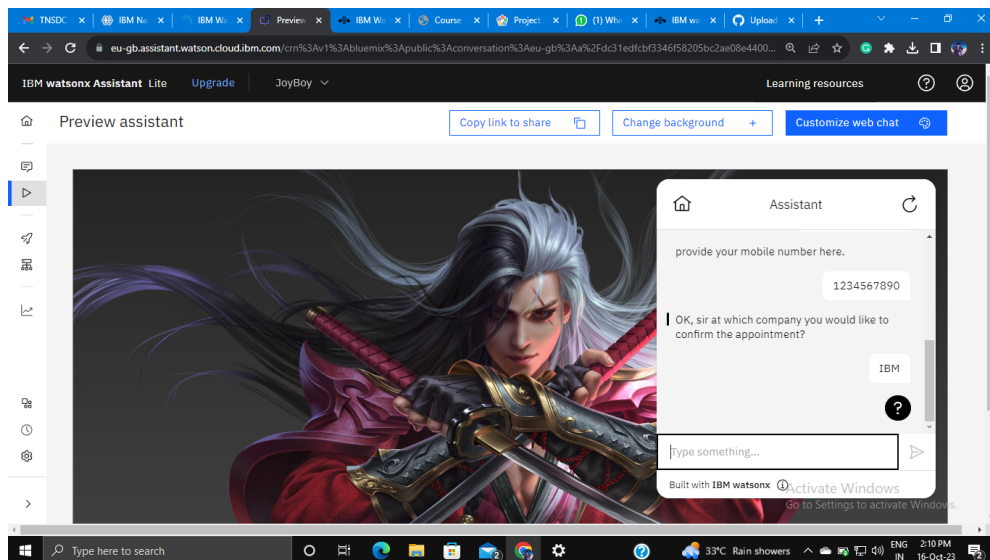 TNSDC
IBM Na
IBM Wa
Preview
IBM Wa
Course
Project
(1) Wha
IBM wa
Upload
eu-gb.assistant.watson.cloud.ibm.com/crn%3Av1%3Abluemix%3Apublic%3Aconversation%3Aeu-gb%3Aa%2Fdc31edfcbf3346f58205bc2ae08e4400...
IBM watsonx Assistant Lite
Upgrade
JoyBoy
Learning resources
Preview assistant
Copy link to share
Change background +
Customize web chat
Assistant
provide your mobile number here.
1234567890
OK, sir at which company you would like to
confirm the appointment?
IBM
?
Type something...
Built with IBM watsonx
Activate Windows
Go to Settings to activate Windows.
Type here to search
2
33°C Rain showers
ENG
IN
2:10 PM
16-Oct-23